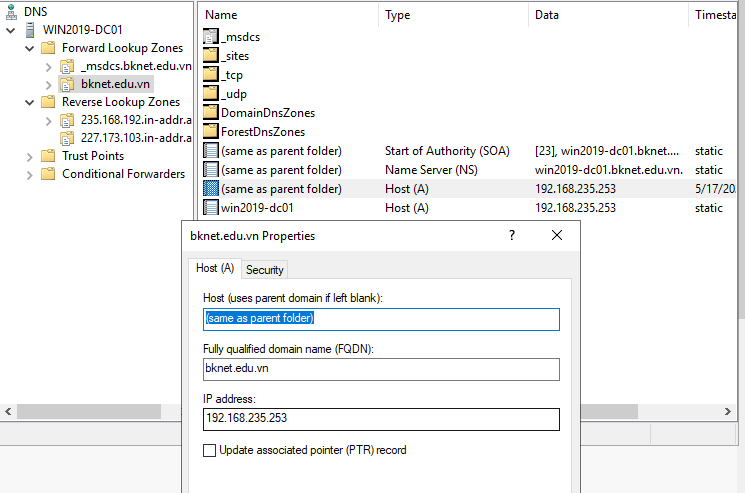 DNS
WIN2019-DC01
Forward Lookup Zones
_msdcs.bknet.edu.vn
bknet.edu.vn
Reverse Lookup Zones
235.168.192.in-addr.a
227.173.103.in-addr.a
Trust Points
Conditional Forwarders
Name Type Data Timesta
_msdcs
_sites
_tcp
_udp
DomainDnsZones
ForestDnsZones
(same as parent folder) Start of Authority (SOA) [23], win2019-dc01.bknet.... static
(same as parent folder) Name Server (NS) win2019-dc01.bknet.edu.vn. static
(same as parent folder) Host (A) 192.168.235.253 5/17/20
win2019-dc01 Host (A) 192.168.235.253 static
bknet.edu.vn Properties ?
Host (A) Security
Host (uses parent domain if left blank):
(same as parent folder)
Fully qualified domain name (FQDN):
bknet.edu.vn
IP address:
192.168.235.253
Update associated pointer (PTR) record